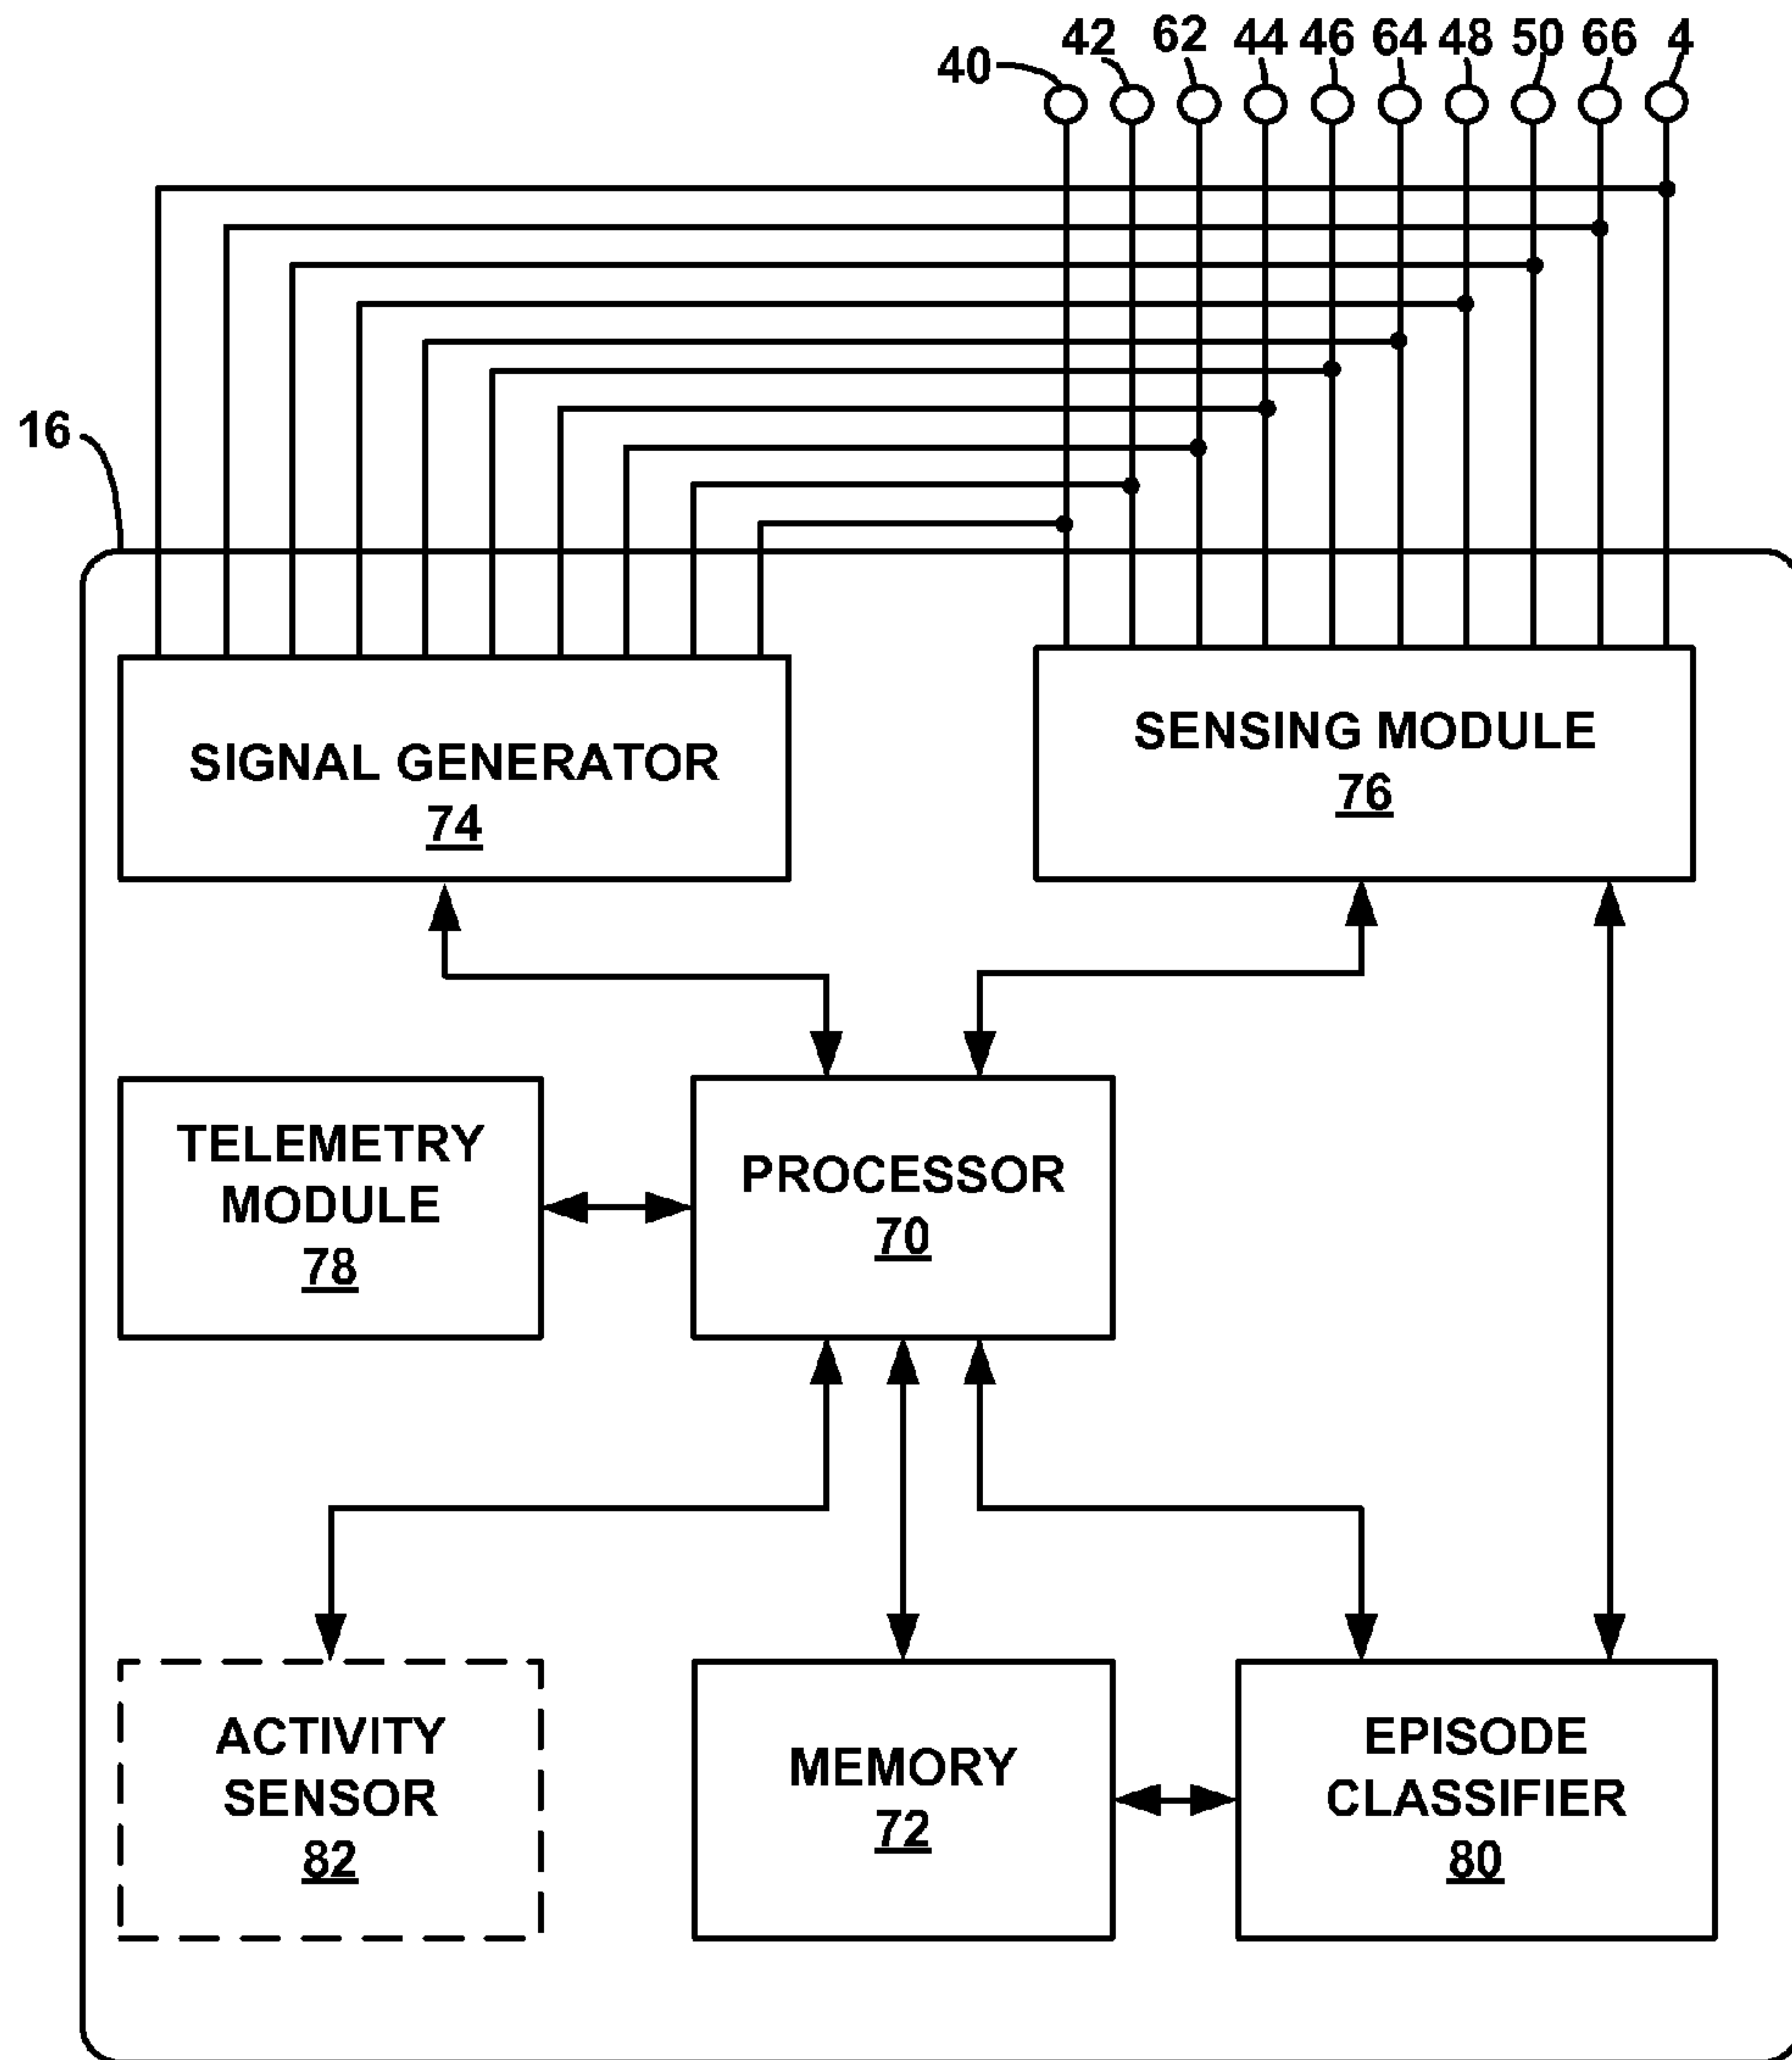 40 42 62 44 46 64 48 50 66 4
16
SIGNAL GENERATOR
74
SENSING MODULE
76
TELEMETRY
MODULE
78
PROCESSOR
70
ACTIVITY
SENSOR
82
MEMORY
72
EPISODE
CLASSIFIER
80